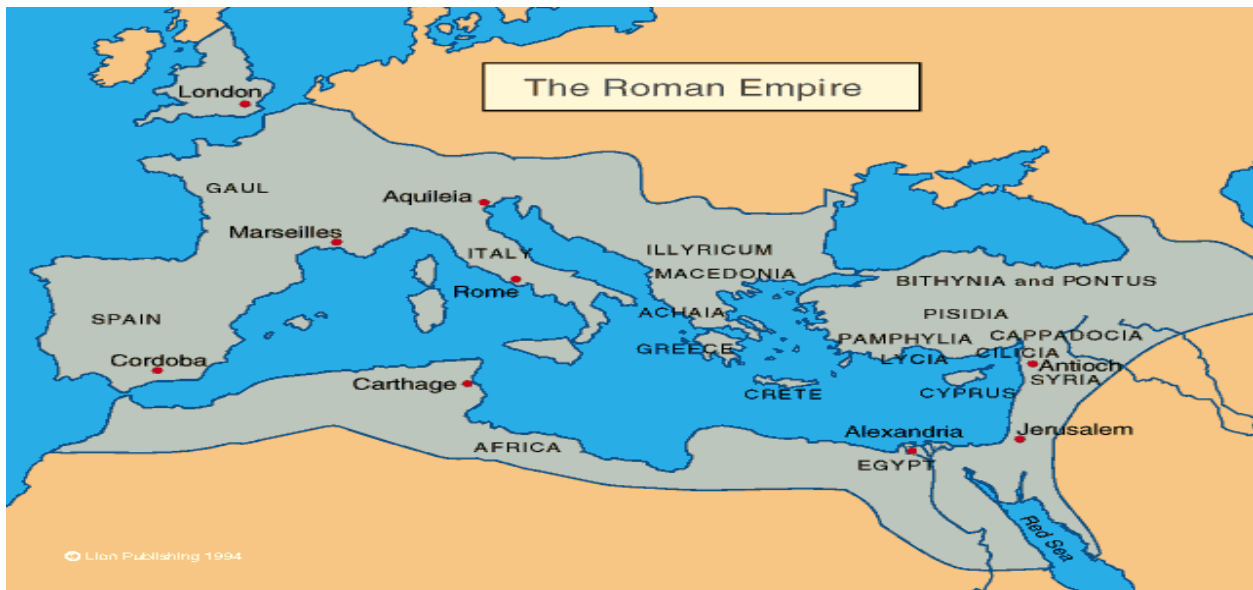 The Roman Empire
London
GAUL
Aquileia
Marseilles
ITALY
ILLYRICUM
MACEDONIA
BITHYNIA and PONTUS
Rome
SPAIN
ACHAIA
PISIDIA
GREECE
PAMPHYLIA
CAPPADOCIA
LYCIA
CILICIA
Cordoba
Carthage
Antioch
SYRIA
CRETE
CYPRUS
Alexandria
Jerusalem
AFRICA
EGYPT
Red Sea
© Lion Publishing 1994